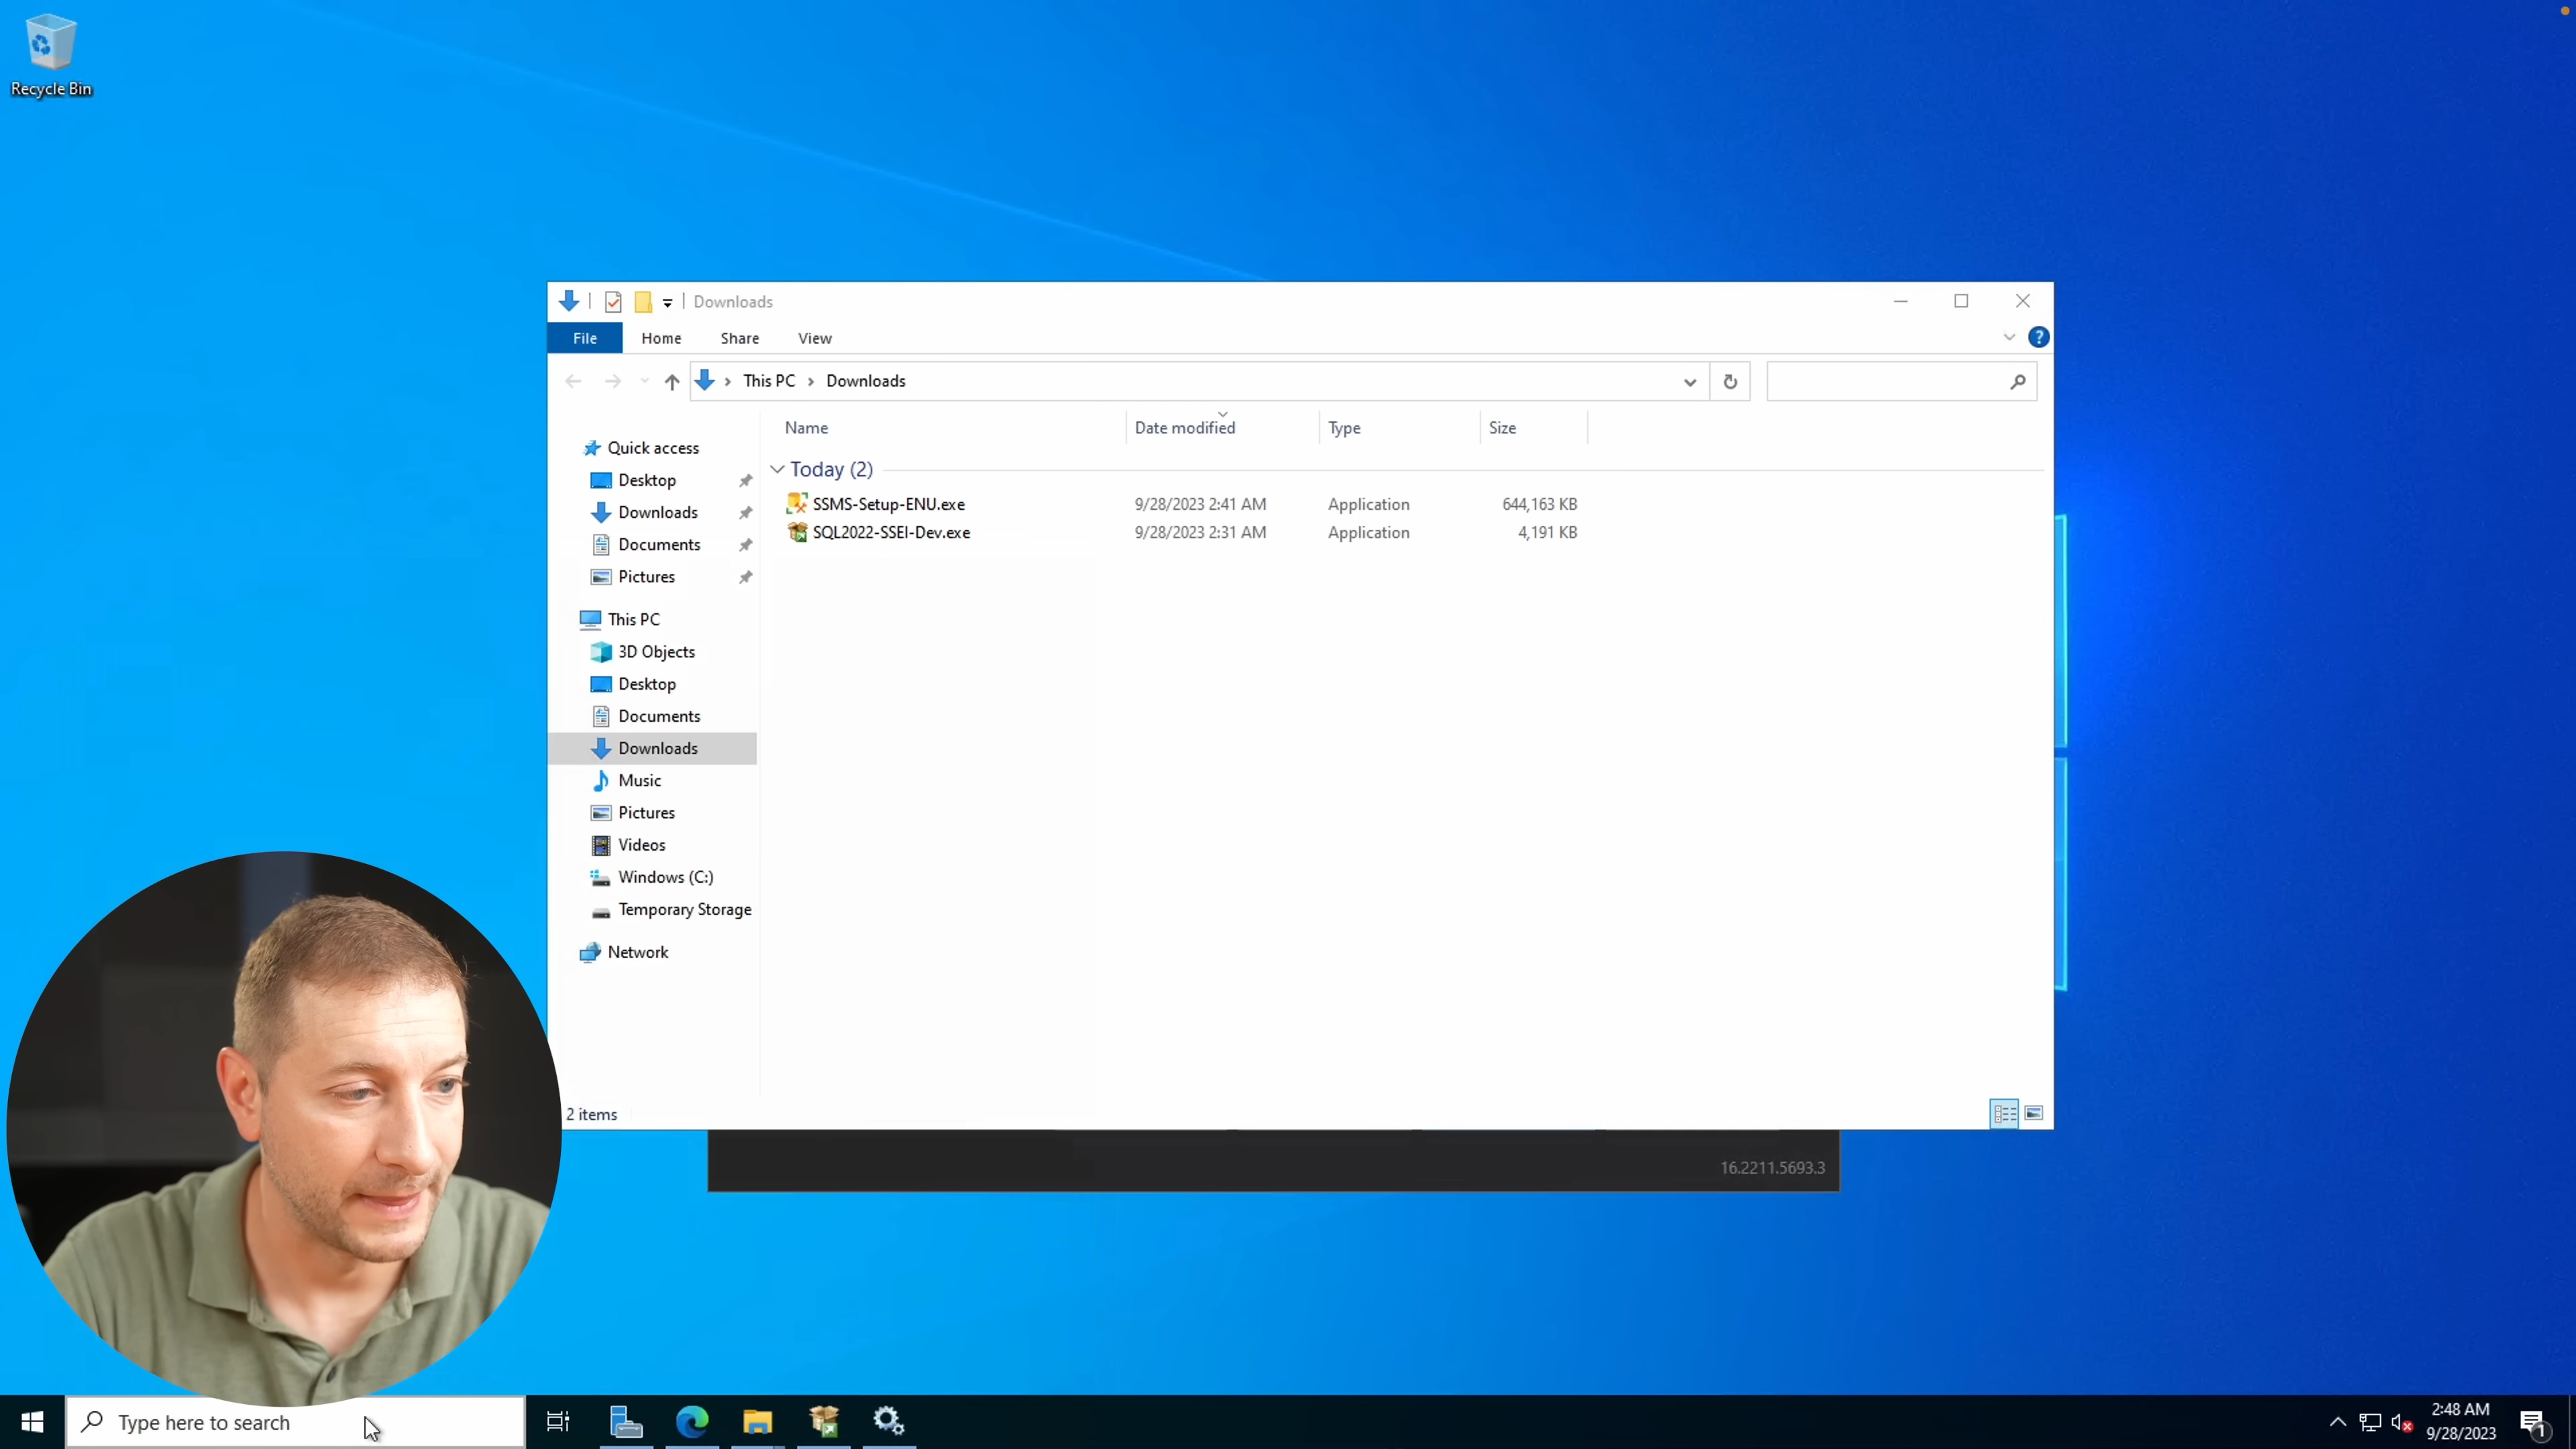 Recycle Bin
Downloads
File Home Share View
This PC Downloads
Name Date modified Type Size
Today (2)
SSMS-Setup-ENU.exe 9/28/2023 2:41 AM Application 644,163 KB
SQL2022-SSEI-Dev.exe 9/28/2023 2:31 AM Application 4,191 KB
Quick access
Desktop
Downloads
Documents
Pictures
This PC
3D Objects
Desktop
Documents
Downloads
Music
Pictures
Videos
Windows (C:)
Temporary Storage
Network
2 items
16.2211.5693.3
Type here to search
2:48 AM
9/28/2023
1